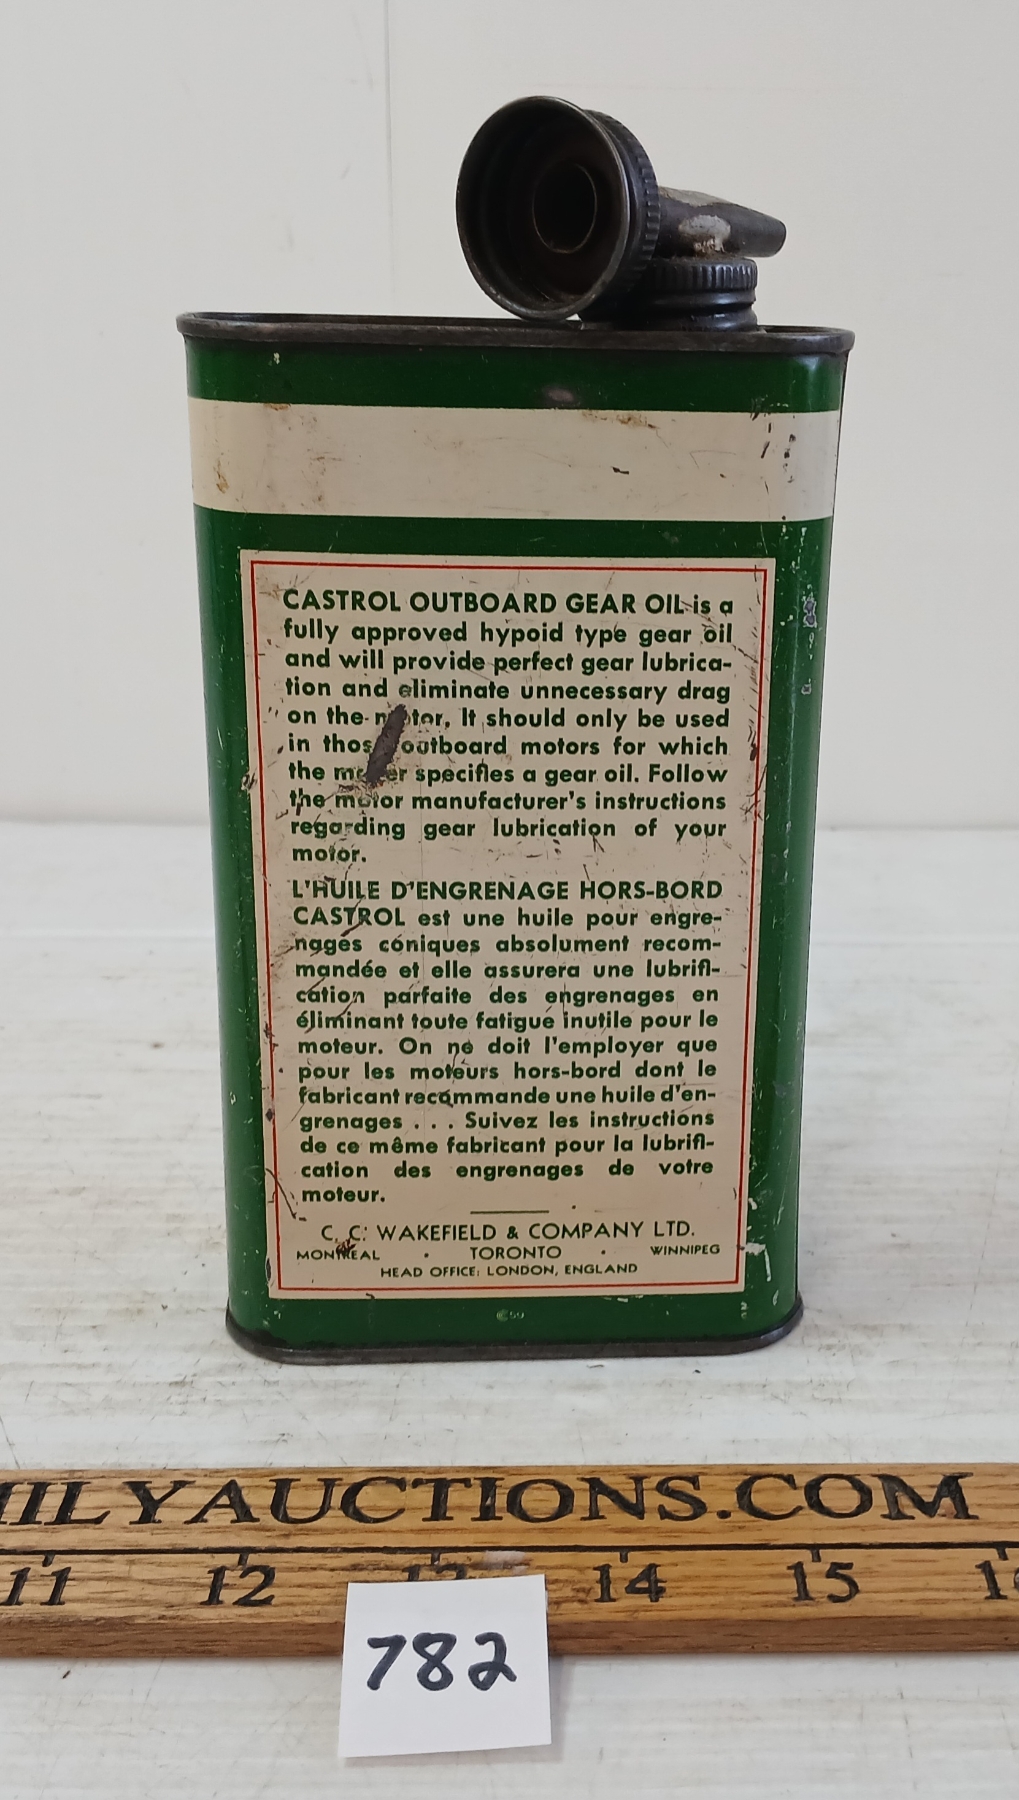 CASTROL OUTBOARD GEAR OIL is a
fully approved hypoid type gear oil
and will provide perfect gear lubrica-
tion and eliminate unnecessary drag
on the motor. It should only be used
in those outboard motors for which
the maker specifies a gear oil. Follow
the motor manufacturer's instructions
regarding gear lubrication of your
motor.
L'HUILE D'ENGRENAGE HORS-BORD
CASTROL est une huile pour engre-
nages coniques absolument recom-
mandée et elle assurera une lubrifi-
cation parfaite des engrenages en
éliminant toute fatigue inutile pour le
moteur. On ne doit l'employer que
pour les moteurs hors-bord dont le
fabricant recommande une huile d'en-
grenages . . . Suivez les instructions
de ce même fabricant pour la lubrifi-
cation des engrenages de votre
moteur.
C. C. WAKEFIELD & COMPANY LTD.
MONTREAL · TORONTO · WINNIPEG
HEAD OFFICE: LONDON, ENGLAND
ILYAUCTIONS.COM
11 12 13 14 15
782